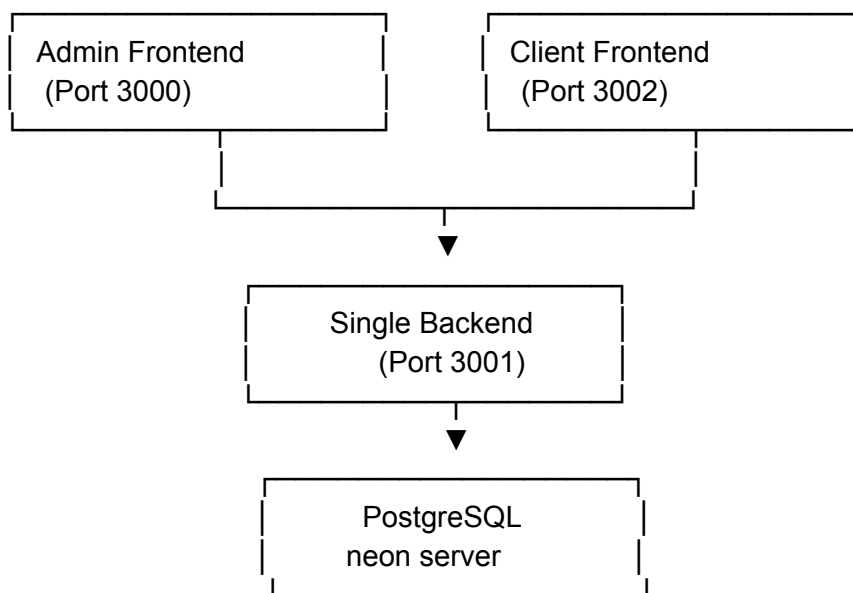 Admin Frontend
(Port 3000)
Client Frontend
(Port 3002)
Single Backend
(Port 3001)
PostgreSQL
neon server